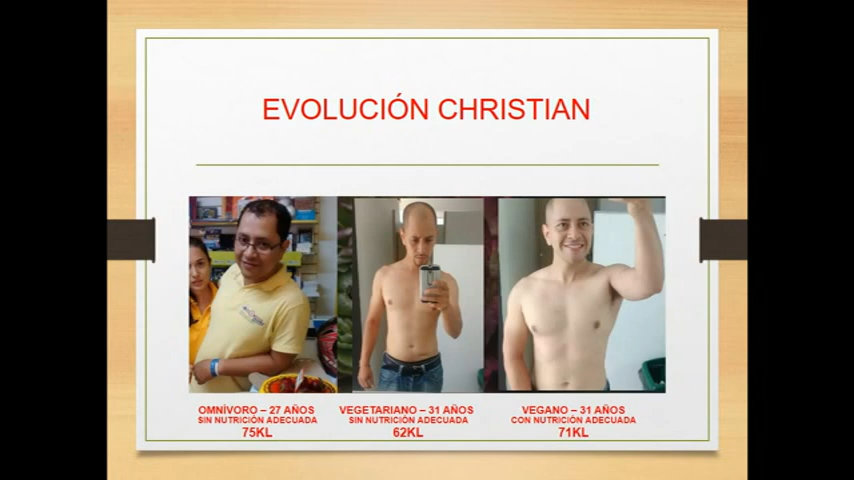 EVOLUCIÓN CHRISTIAN
OMNÍVORO – 27 AÑOS
SIN NUTRICIÓN ADECUADA
75KL
VEGETARIANO – 31 AÑOS
SIN NUTRICIÓN ADECUADA
62KL
VEGANO – 31 AÑOS
CON NUTRICIÓN ADECUADA
71KL